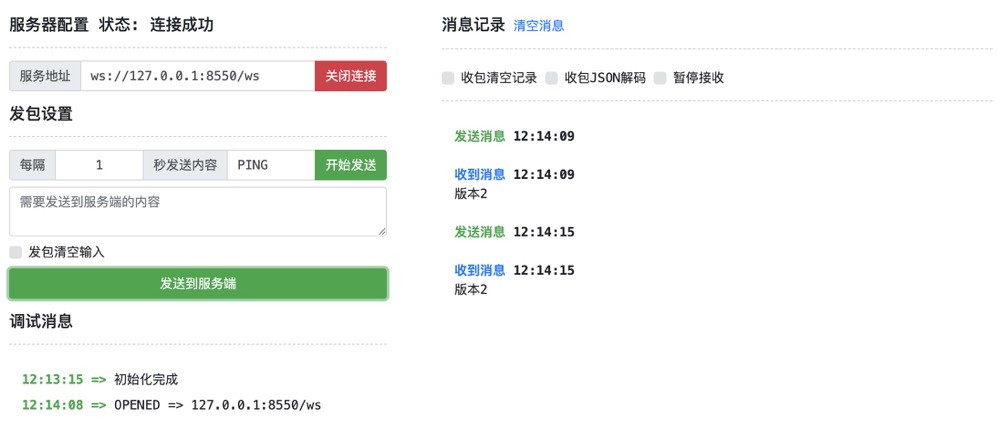 服务器配置 状态: 连接成功
服务地址 ws://127.0.0.1:8550/ws 关闭连接
发包设置
每隔 1 秒发送内容 PING 开始发送
需要发送到服务端的内容
发包清空输入
发送到服务端
调试消息
12:13:15 => 初始化完成
12:14:08 => OPENED => 127.0.0.1:8550/ws
消息记录 清空消息
收包清空记录 收包JSON解码 暂停接收
发送消息 12:14:09
收到消息 12:14:09
版本2
发送消息 12:14:15
收到消息 12:14:15
版本2